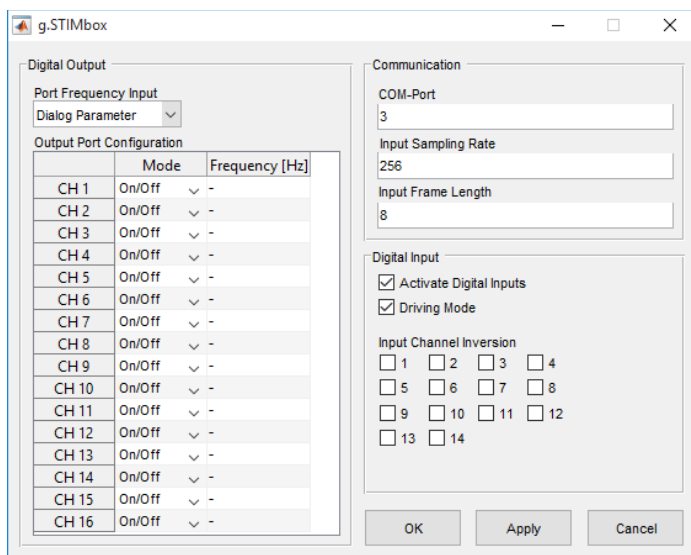 g.STIMbox
Digital Output
Port Frequency Input
Dialog Parameter
Output Port Configuration
Mode Frequency [Hz]
CH 1 On/Off -
CH 2 On/Off -
CH 3 On/Off -
CH 4 On/Off -
CH 5 On/Off -
CH 6 On/Off -
CH 7 On/Off -
CH 8 On/Off -
CH 9 On/Off -
CH 10 On/Off -
CH 11 On/Off -
CH 12 On/Off -
CH 13 On/Off -
CH 14 On/Off -
CH 15 On/Off -
CH 16 On/Off -
Communication
COM-Port
3
Input Sampling Rate
256
Input Frame Length
8
Digital Input
Activate Digital Inputs
Driving Mode
Input Channel Inversion
1 2 3 4
5 6 7 8
9 10 11 12
13 14
OK Apply Cancel